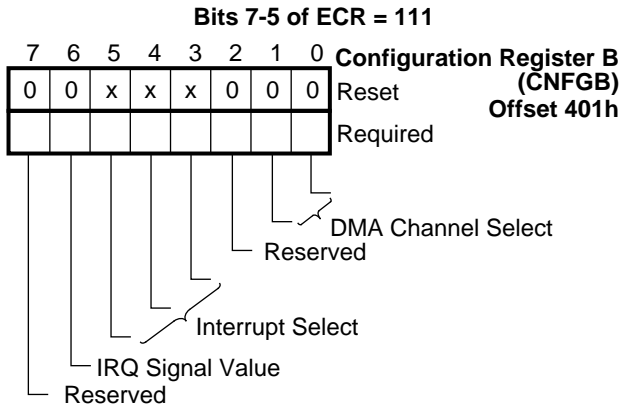 Bits 7-5 of ECR = 111
7 6 5 4 3 2 1 0 Configuration Register B
(CNFGB)
0 0 x x x 0 0 0 Reset
Offset 401h
Required
DMA Channel Select
Reserved
Interrupt Select
IRQ Signal Value
Reserved